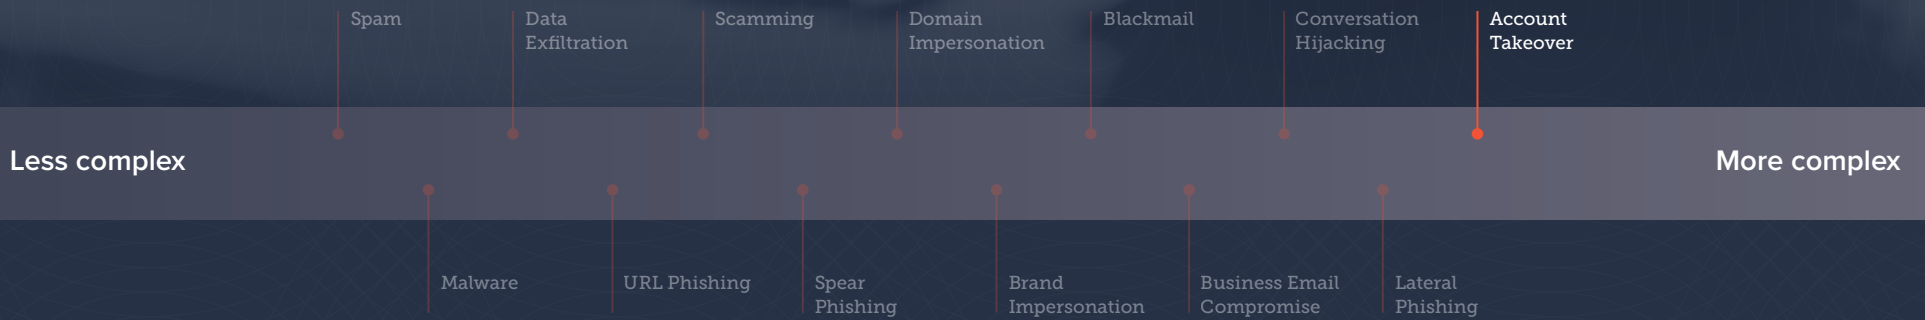 Spam
Data
Exfiltration
Scamming
Domain
Impersonation
Blackmail
Conversation
Hijacking
Account
Takeover
Less complex
More complex
Malware
URL Phishing
Spear
Phishing
Brand
Impersonation
Business Email
Compromise
Lateral
Phishing